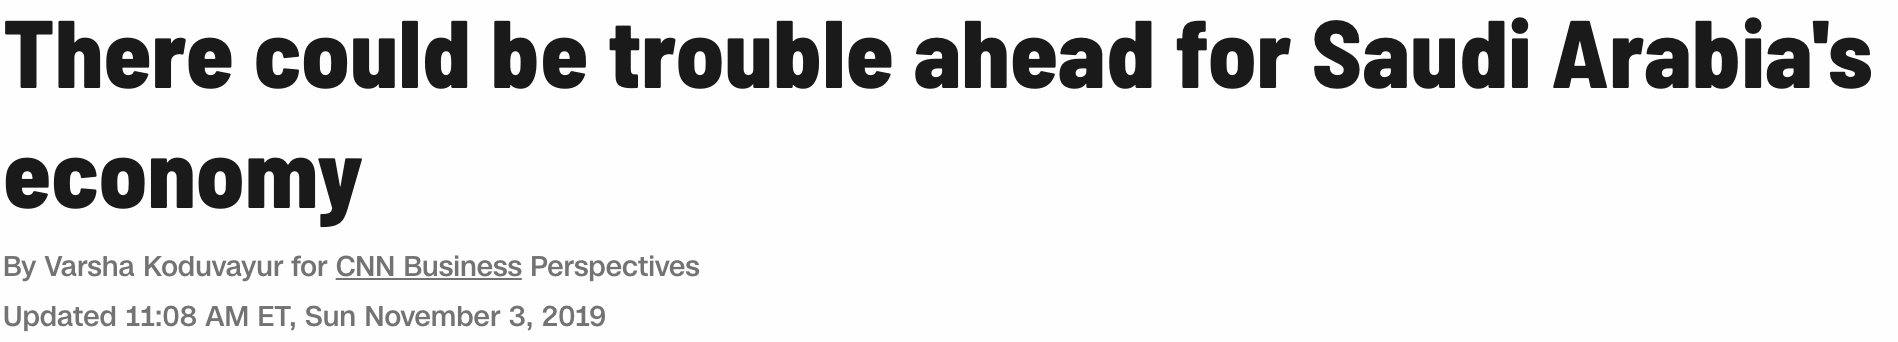 There could be trouble ahead for Saudi Arabia's
economy
By Varsha Koduvayur for CNN Business Perspectives
Updated 11:08 AM ET, Sun November 3, 2019